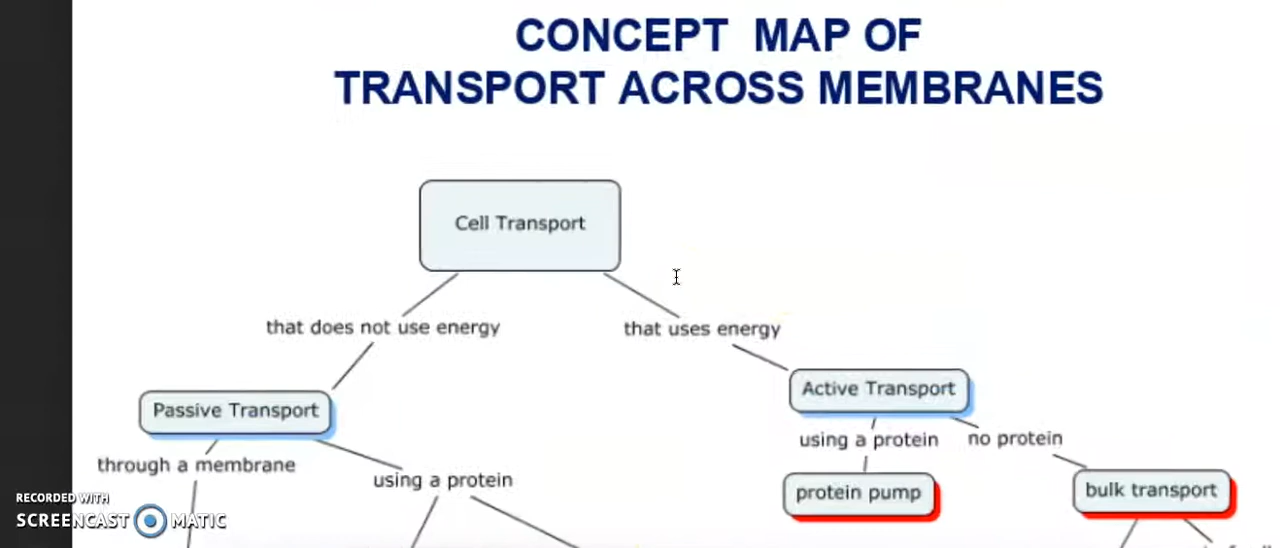 CONCEPT MAP OF
TRANSPORT ACROSS MEMBRANES
Cell Transport
that does not use energy
that uses energy
Passive Transport
Active Transport
through a membrane
using a protein
using a protein
no protein
protein pump
bulk transport
RECORDED WITH
SCREENCAST MATIC